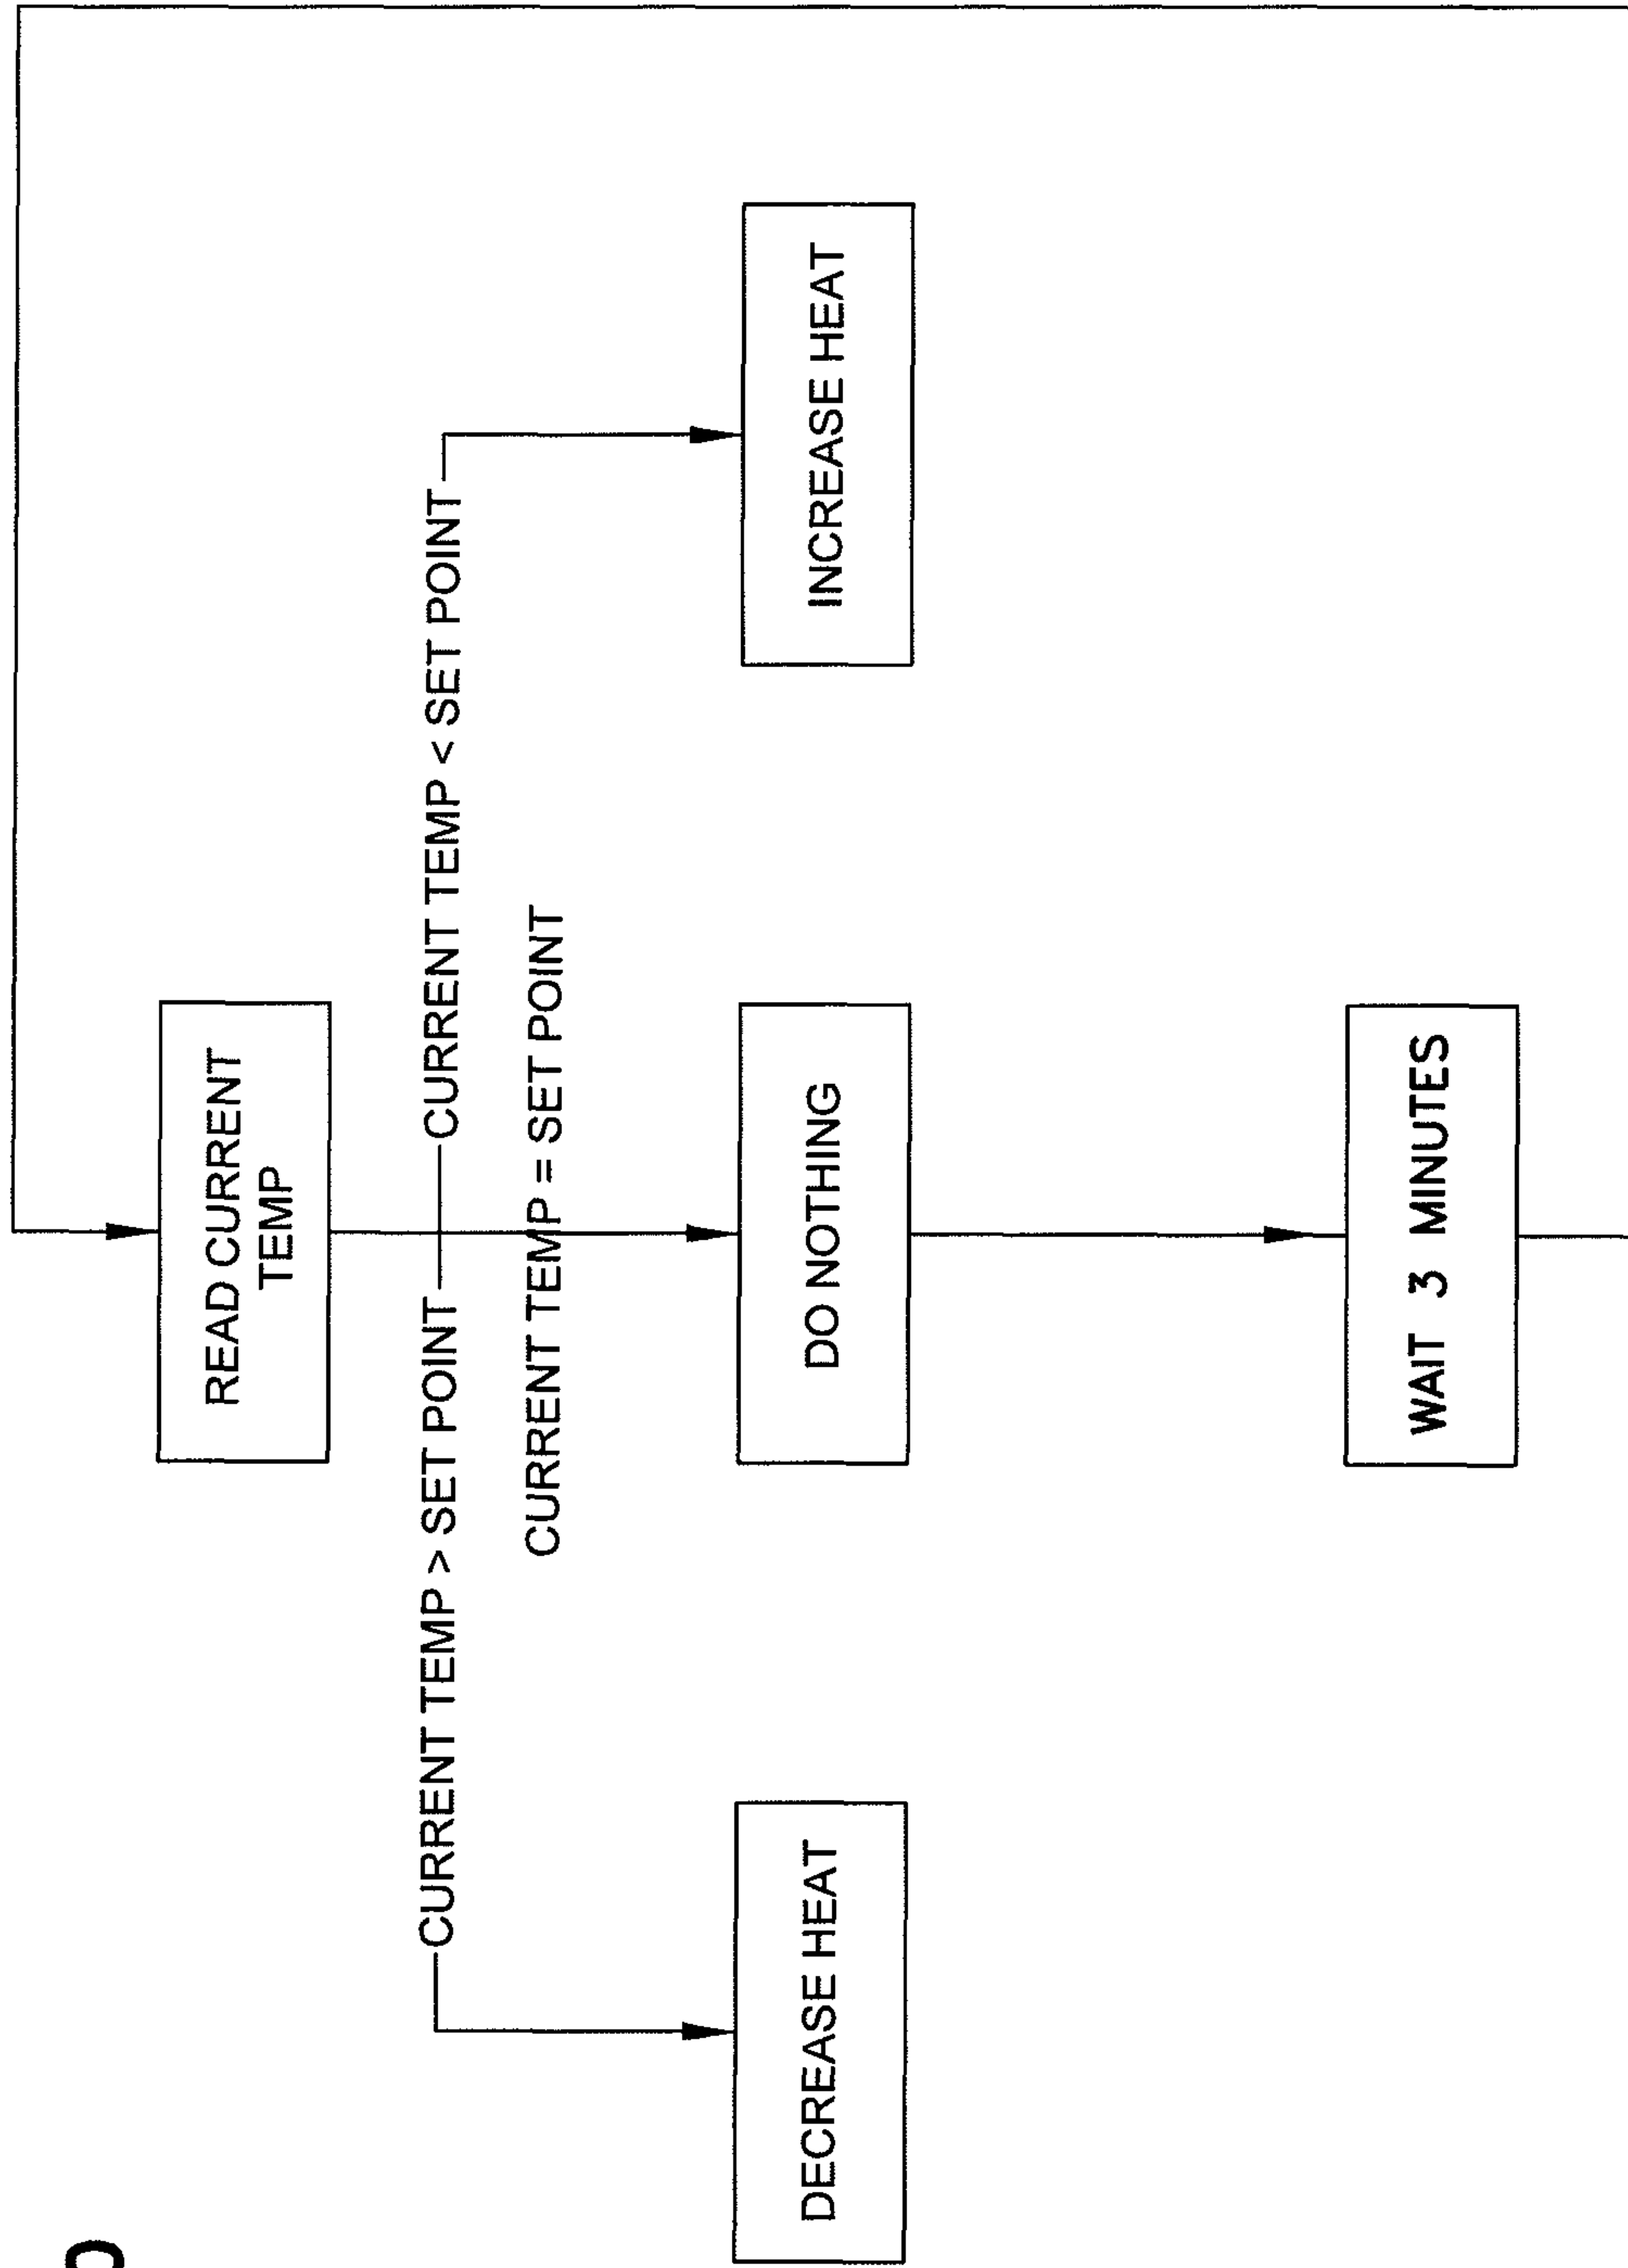 READ CURRENT
TEMP
CURRENT TEMP > SET POINT
CURRENT TEMP < SET POINT
CURRENT TEMP = SET POINT
DECREASE HEAT
DO NOTHING
INCREASE HEAT
WAIT 3 MINUTES